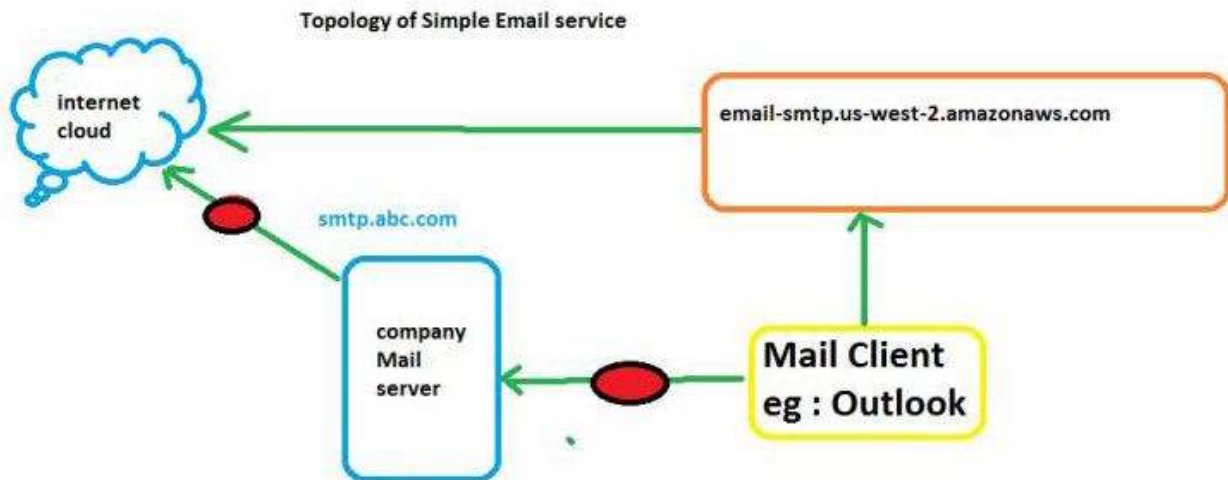 Topology of Simple Email service
internet
cloud
email-smtp.us-west-2.amazonaws.com
smtp.abc.com
company
Mail
server
Mail Client
eg : Outlook